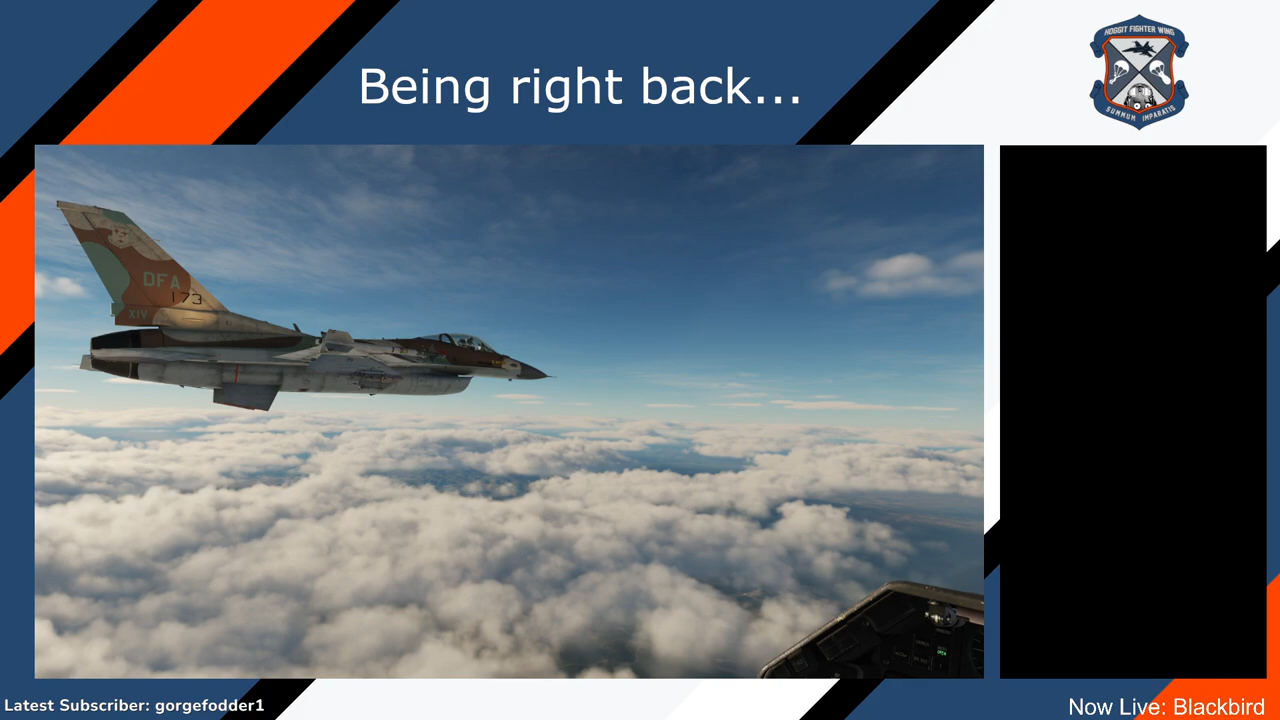 Being right back...
HOGGIT FIGHTER WING
SUMMUM IMPARATIS
DFA
173
XIV
Latest Subscriber: gorgefodder1
Now Live: Blackbird